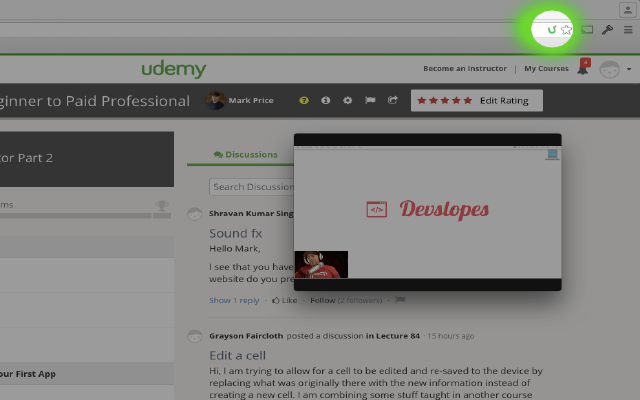 udemy
Become an Instructor | My Courses
4
ginner to Paid Professional
Mark Price
Edit Rating
tor Part 2
Discussions
ms
Search Discussion
Shravan Kumar Sing
Sound fx
Hello Mark,
I see that you have
website do you pre
Show 1 reply · Like · Follow (2 followers) ·
Devslopes
Grayson Faircloth posted a discussion in Lecture 84 · 15 hours ago
Edit a cell
Hi, I am trying to allow for a cell to be edited and re-saved to the device by
replacing what was originally there with the new information instead of
creating a new cell. I am combining some stuff taught in another course
our First App